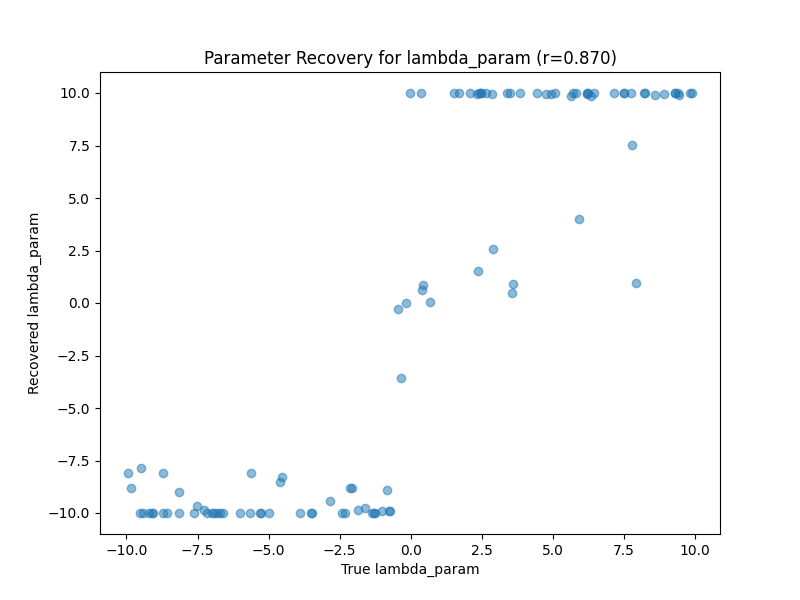 Parameter Recovery for lambda_param (r=0.870)
Recovered lambda_param
10.0
7.5
5.0
2.5
0.0
−2.5
−5.0
−7.5
−10.0
−10.0 −7.5 −5.0 −2.5 0.0 2.5 5.0 7.5 10.0
True lambda_param